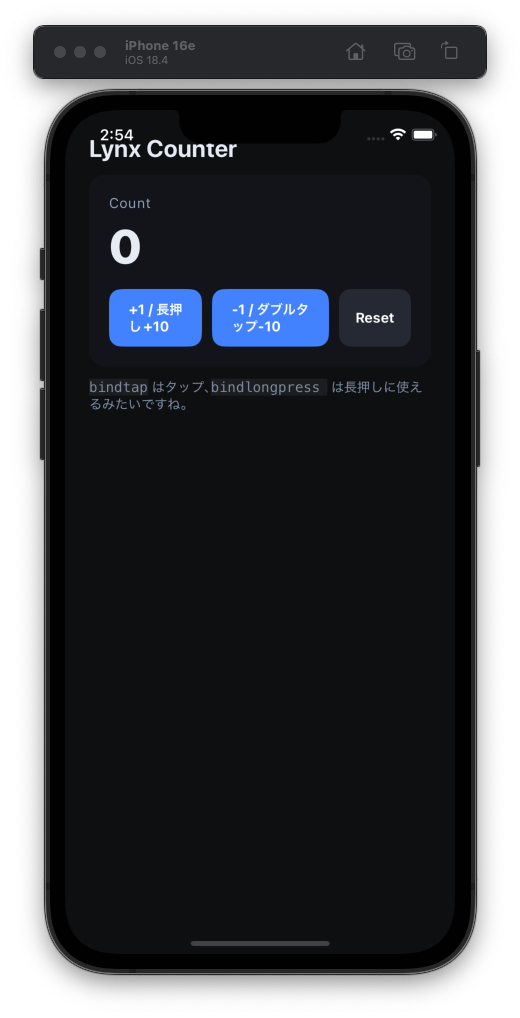 iPhone 16e
iOS 18.4
2:54
Lynx Counter
Count
0
+1 / 長押
し+10
-1 / ダブルタ
ップ-10
Reset
bindtap はタップ、bindlongpress は長押しに使え
るみたいですね。